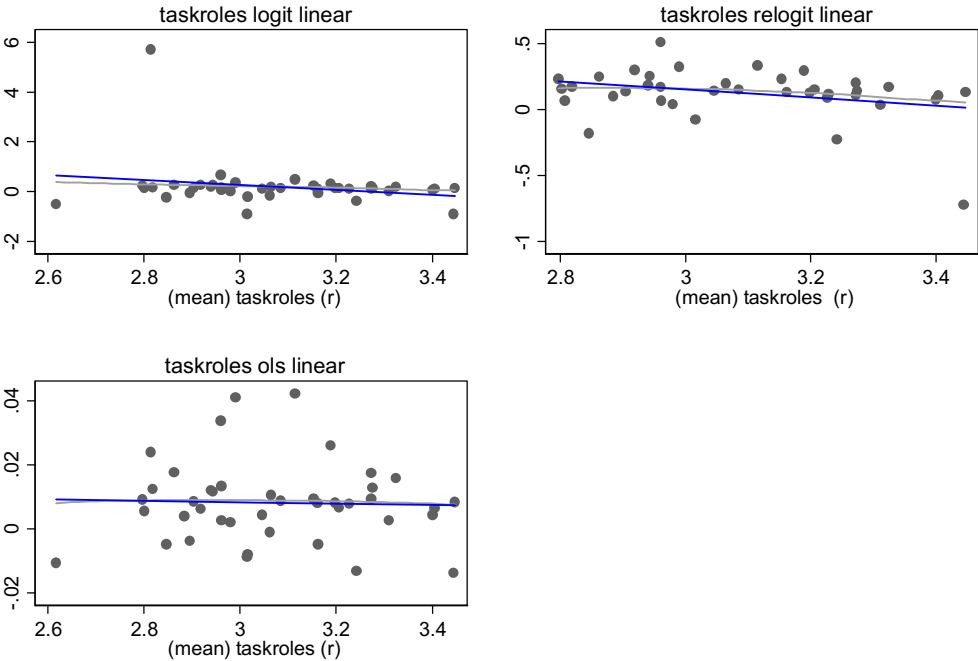 taskroles logit linear
6
4
2
0
-2
2.6 2.8 3 3.2 3.4
(mean) taskroles (r)
taskroles relogit linear
.5
0
-.5
-1
2.8 3 3.2 3.4
(mean) taskroles (r)
taskroles ols linear
.04
.02
0
-.02
2.6 2.8 3 3.2 3.4
(mean) taskroles (r)